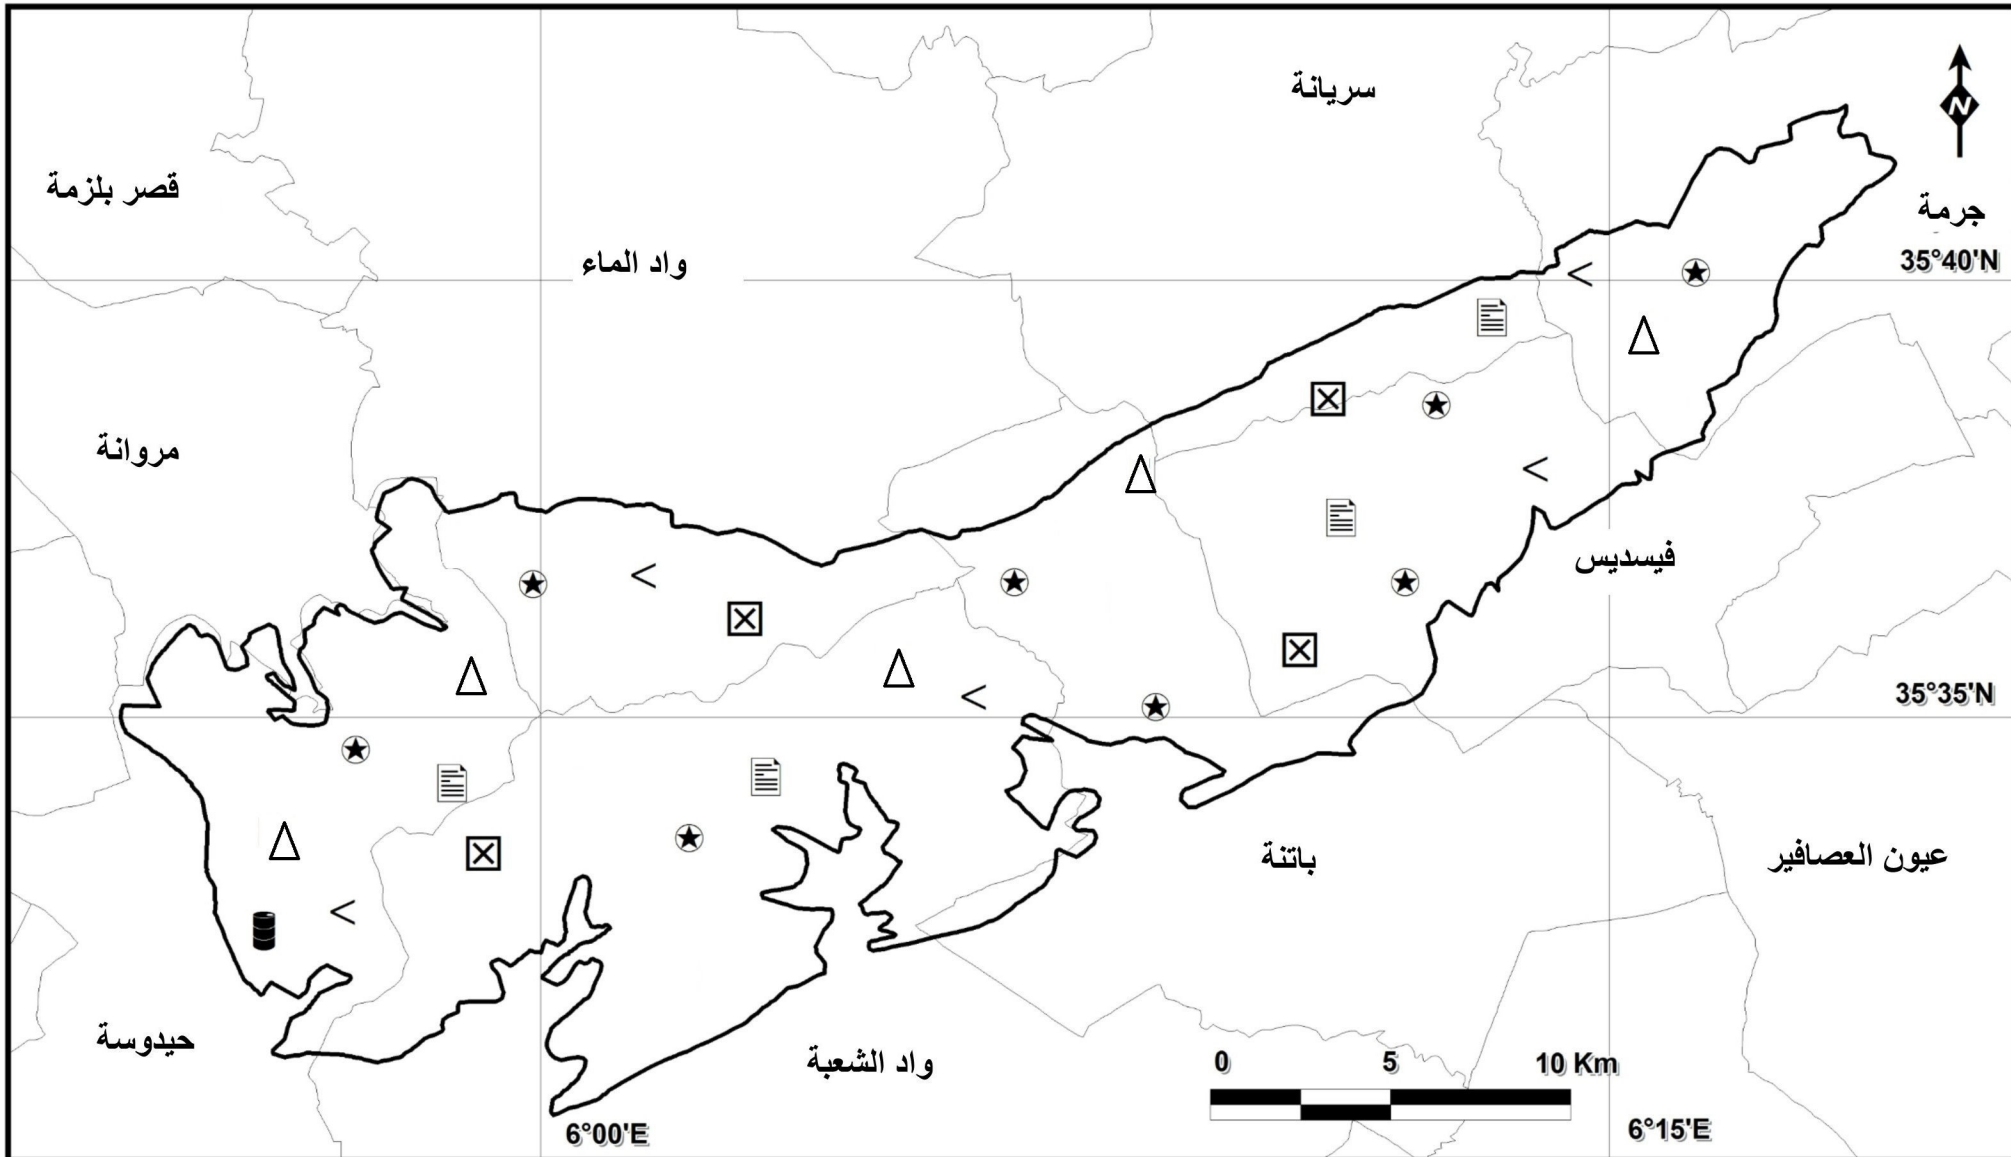 سريانة
N
قصر بلزمة
جرمة
واد الماء
35°40'N
مروانة
فيسديس
35°35'N
باتنة
عيون العصافير
حيدوسة
واد الشعبة
0 5 10 Km
6°00'E
6°15'E